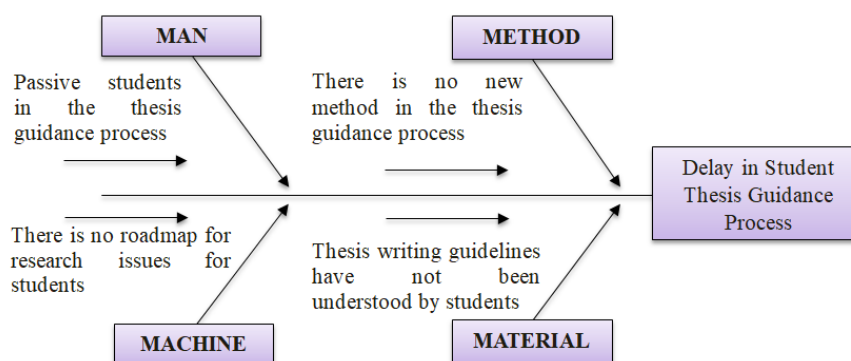 MAN
METHOD
Passive students
in the thesis
guidance process
There is no new
method in the thesis
guidance process
Delay in Student
Thesis Guidance
Process
There is no roadmap for
research issues for
students
Thesis writing guidelines
have not been
understood by students
MACHINE
MATERIAL